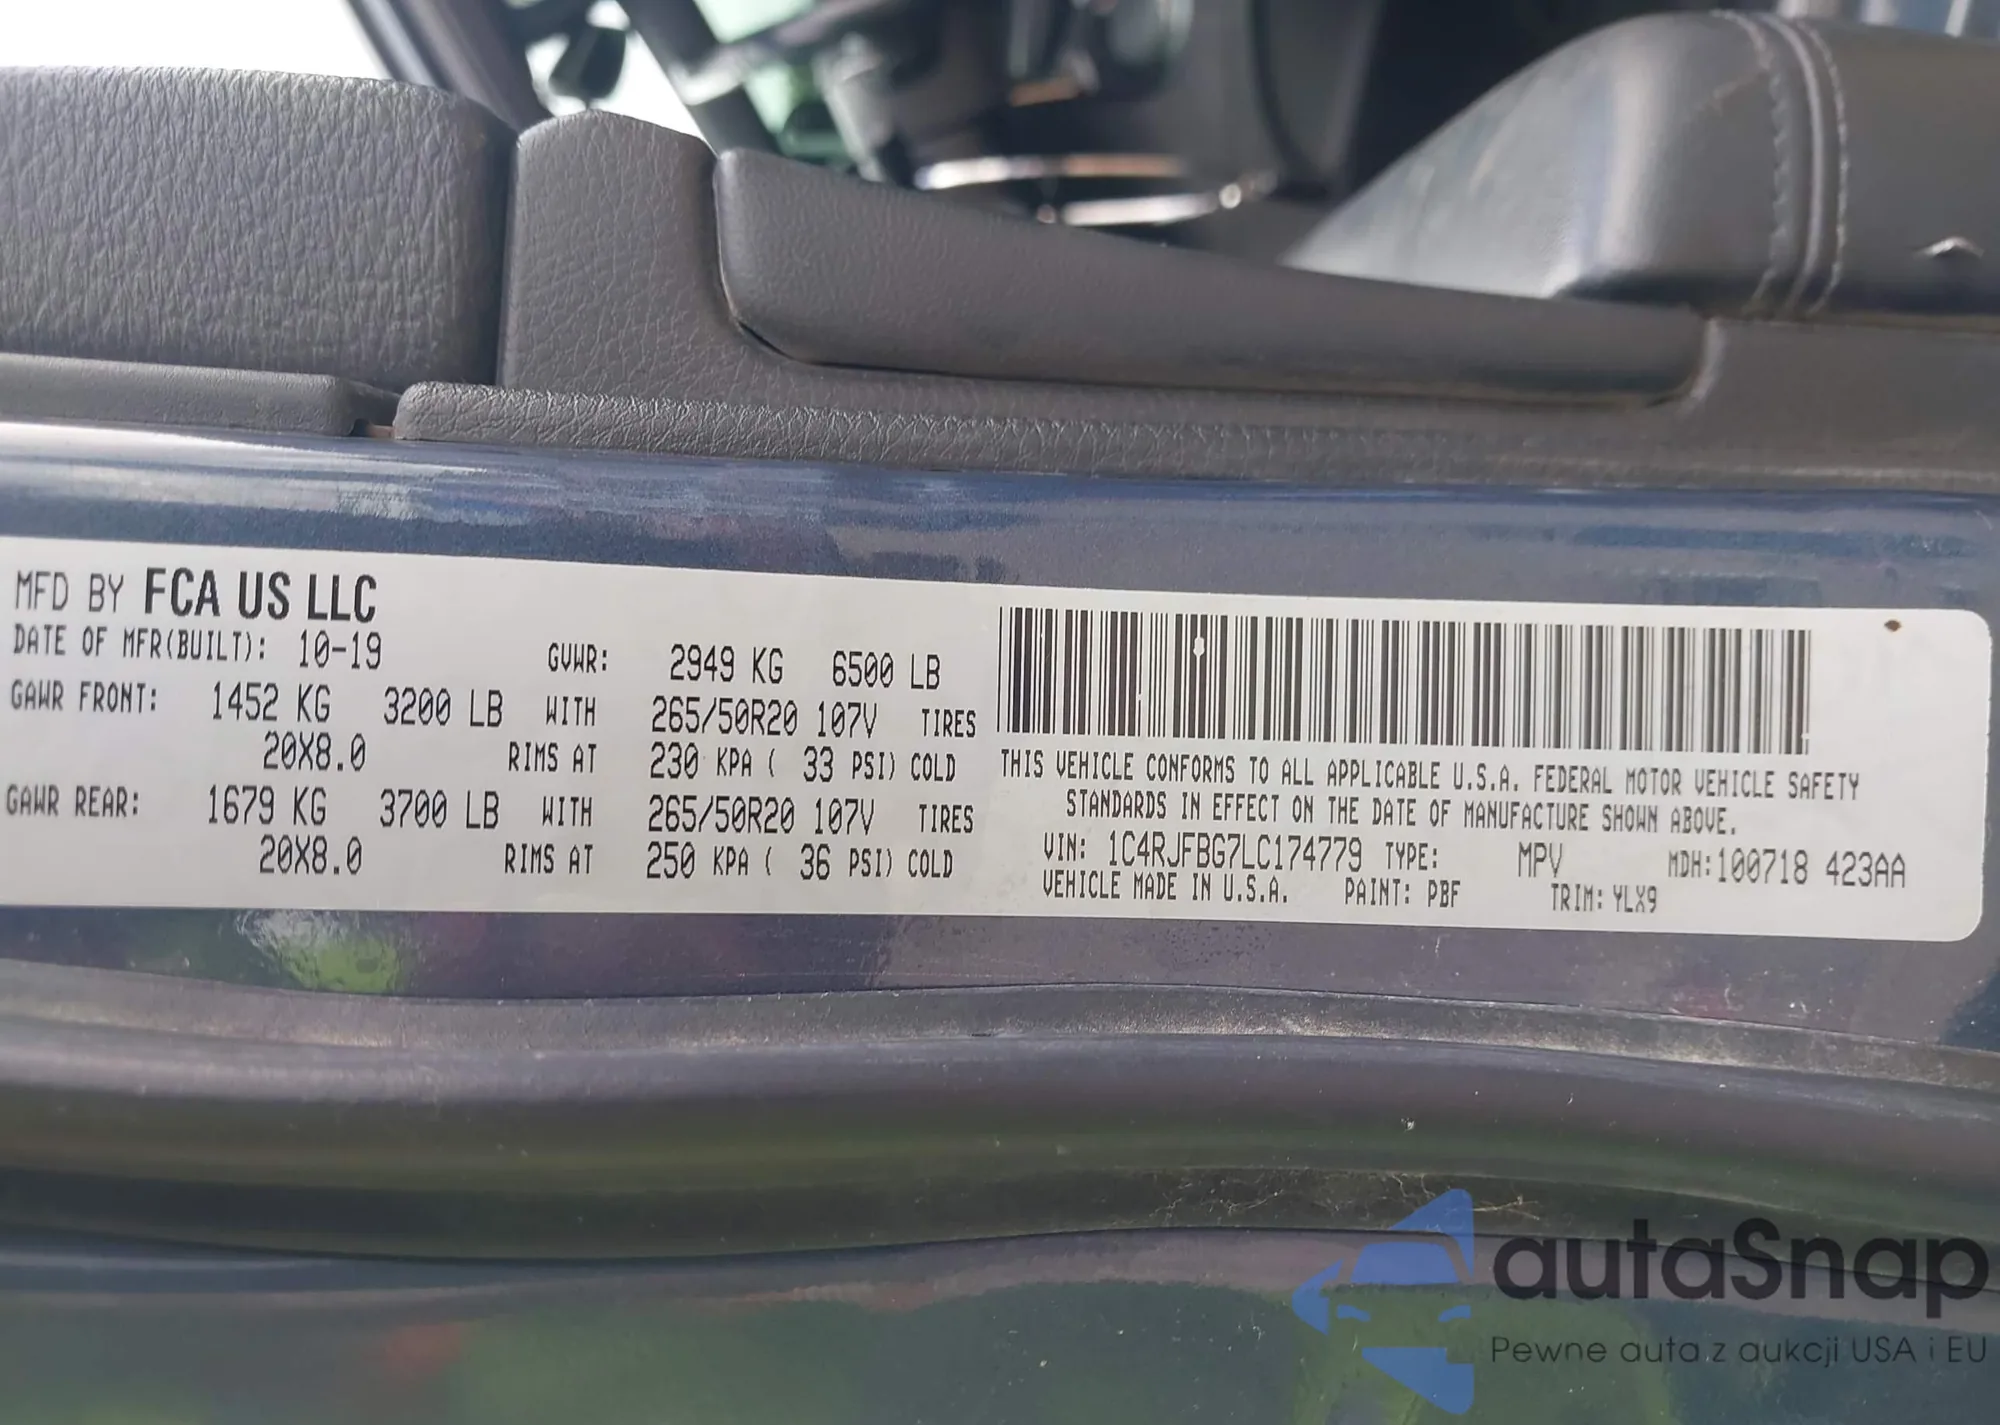 MFD BY FCA US LLC
DATE OF MFR(BUILT): 10-19 GVWR: 2949 KG 6500 LB
GAWR FRONT: 1452 KG 3200 LB WITH 265/50R20 107V TIRES
20X8.0 RIMS AT 230 KPA ( 33 PSI) COLD
GAWR REAR: 1679 KG 3700 LB WITH 265/50R20 107V TIRES
20X8.0 RIMS AT 250 KPA ( 36 PSI) COLD
THIS VEHICLE CONFORMS TO ALL APPLICABLE U.S.A. FEDERAL MOTOR VEHICLE SAFETY
STANDARDS IN EFFECT ON THE DATE OF MANUFACTURE SHOWN ABOVE.
VIN: 1C4RJFBG7LC174779 TYPE: MPV MDH:100718 423AA
VEHICLE MADE IN U.S.A. PAINT: PBF TRIM: YLX9
autaSnap
Pewne auta z aukcji USA i EU